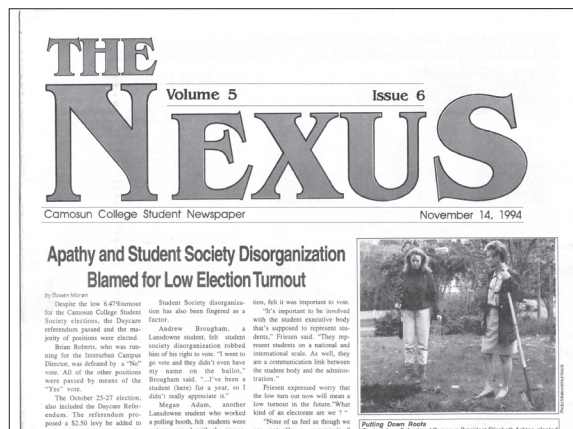 THE
NEXUS
Volume 5 Issue 6
Camosun College Student Newspaper November 14, 1994
Apathy and Student Society Disorganization
Blamed for Low Election Turnout
by Dowen Moran
Despite the low 6.47%turnout
for the Camosun College Student
Society elections, the Daycare
referendum passed and the ma-
jority of positions were elected.
Brian Roberts, who was run-
ning for the Interurban Campus
Director, was defeated by a "No"
vote. All of the other positions
were passed by means of the
"Yes" vote.
The October 25-27 election,
also included the Daycare Refer-
endum. The referendum pro-
posed a $2.50 levy be added to
Student Society disorganiza-
tion has also been fingered as a
factor.
Andrew Brougham, a
Lansdowne student, felt student
society disorganization robbed
him of his right to vote. "I went to
go vote and they didn't even have
my name on the ballot,"
Brougham said. "...I've been a
student (here) for a year, so I
didn't really appreciate it."
Megan Adam, another
Lansdowne student who worked
a polling booth, felt students were
tion, felt it was important to vote.
"It's important to be involved
with the student executive body
that's supposed to represent stu-
dents," Friesen said. "They rep-
resent students on a national and
international scale. As well, they
are a communication link between
the student body and the adminis-
tration."
Friesen expressed worry that
the low turn out now will mean a
low turnout in the future."What
kind of an electorate are we ? "
"None of us feel as though we
Putting Down Roots